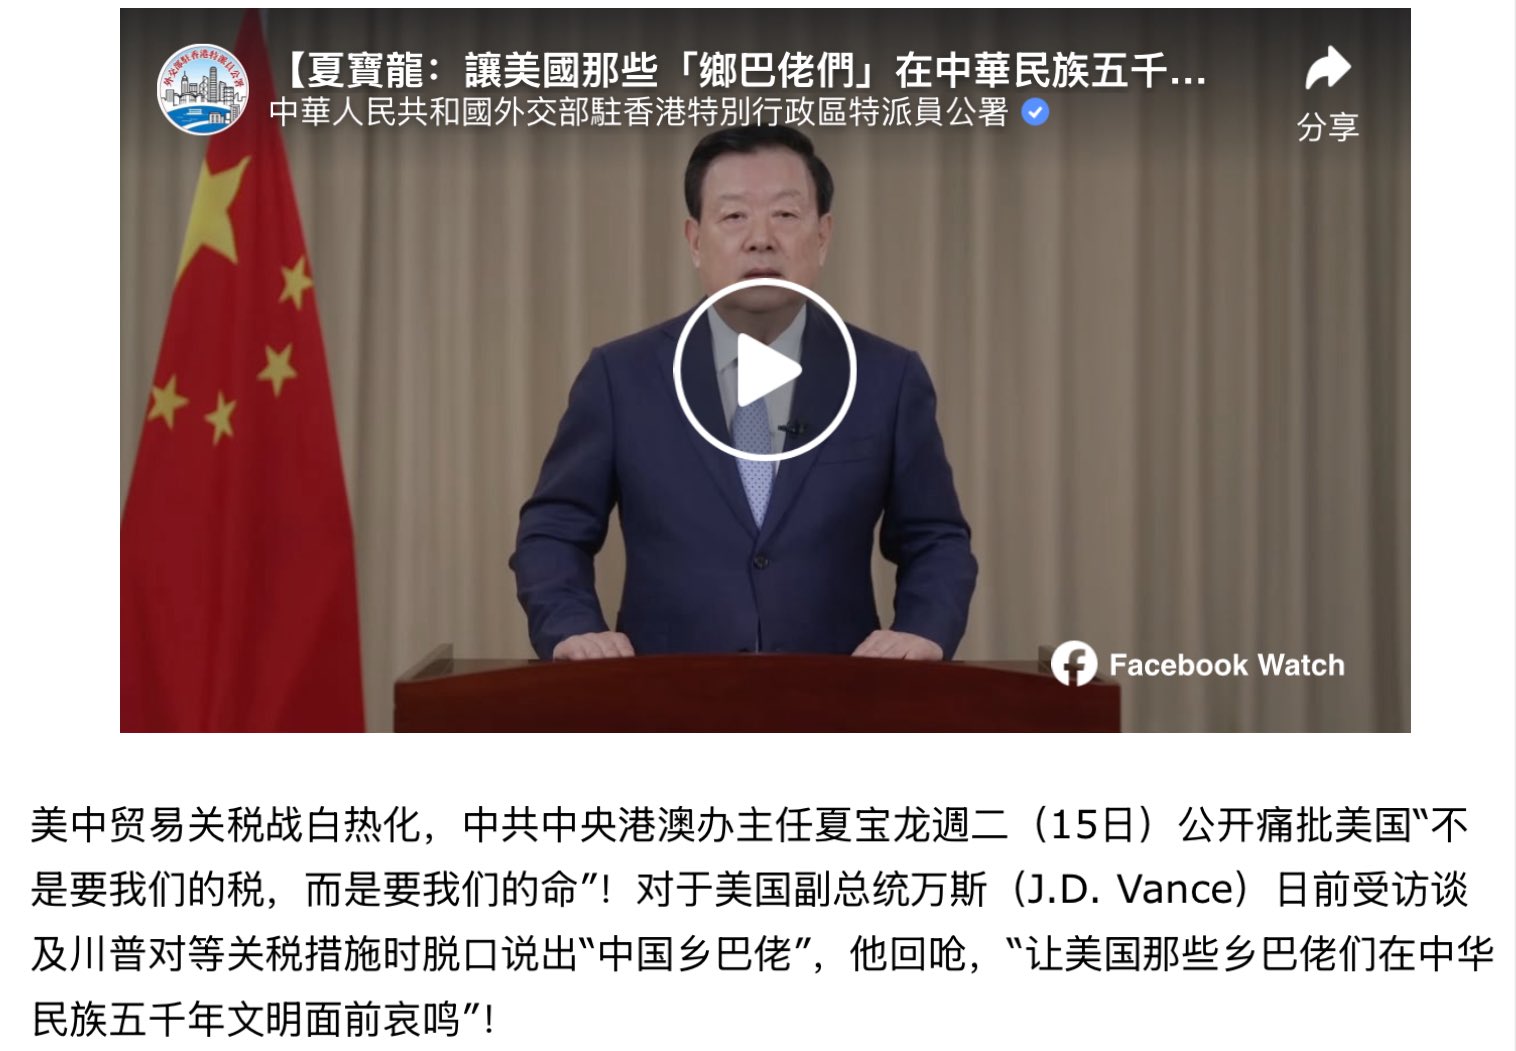 【夏寶龍：讓美國那些「鄉巴佬們」在中華民族五千...
中華人民共和國外交部駐香港特別行政區特派員公署
外交部駐香港特派員公署
分享
Facebook Watch
美中贸易关税战白热化，中共中央港澳办主任夏宝龙週二（15日）公开痛批美国“不
是要我们的税，而是要我们的命”！对于美国副总统万斯（J.D. Vance）日前受访谈
及川普对等关税措施时脱口说出“中国乡巴佬”，他回呛，“让美国那些乡巴佬们在中华
民族五千年文明面前哀鸣”！